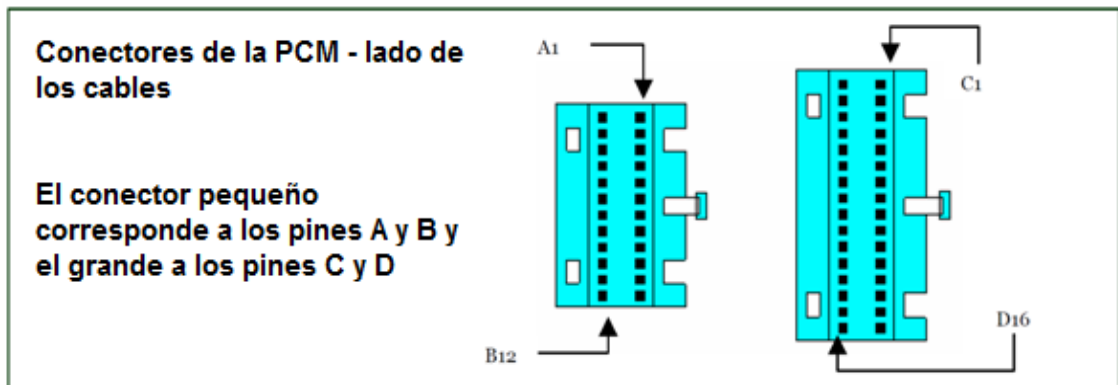 Conectores de la PCM - lado de
los cables
El conector pequeño
corresponde a los pines A y B y
el grande a los pines C y D
A1
B12
C1
D16